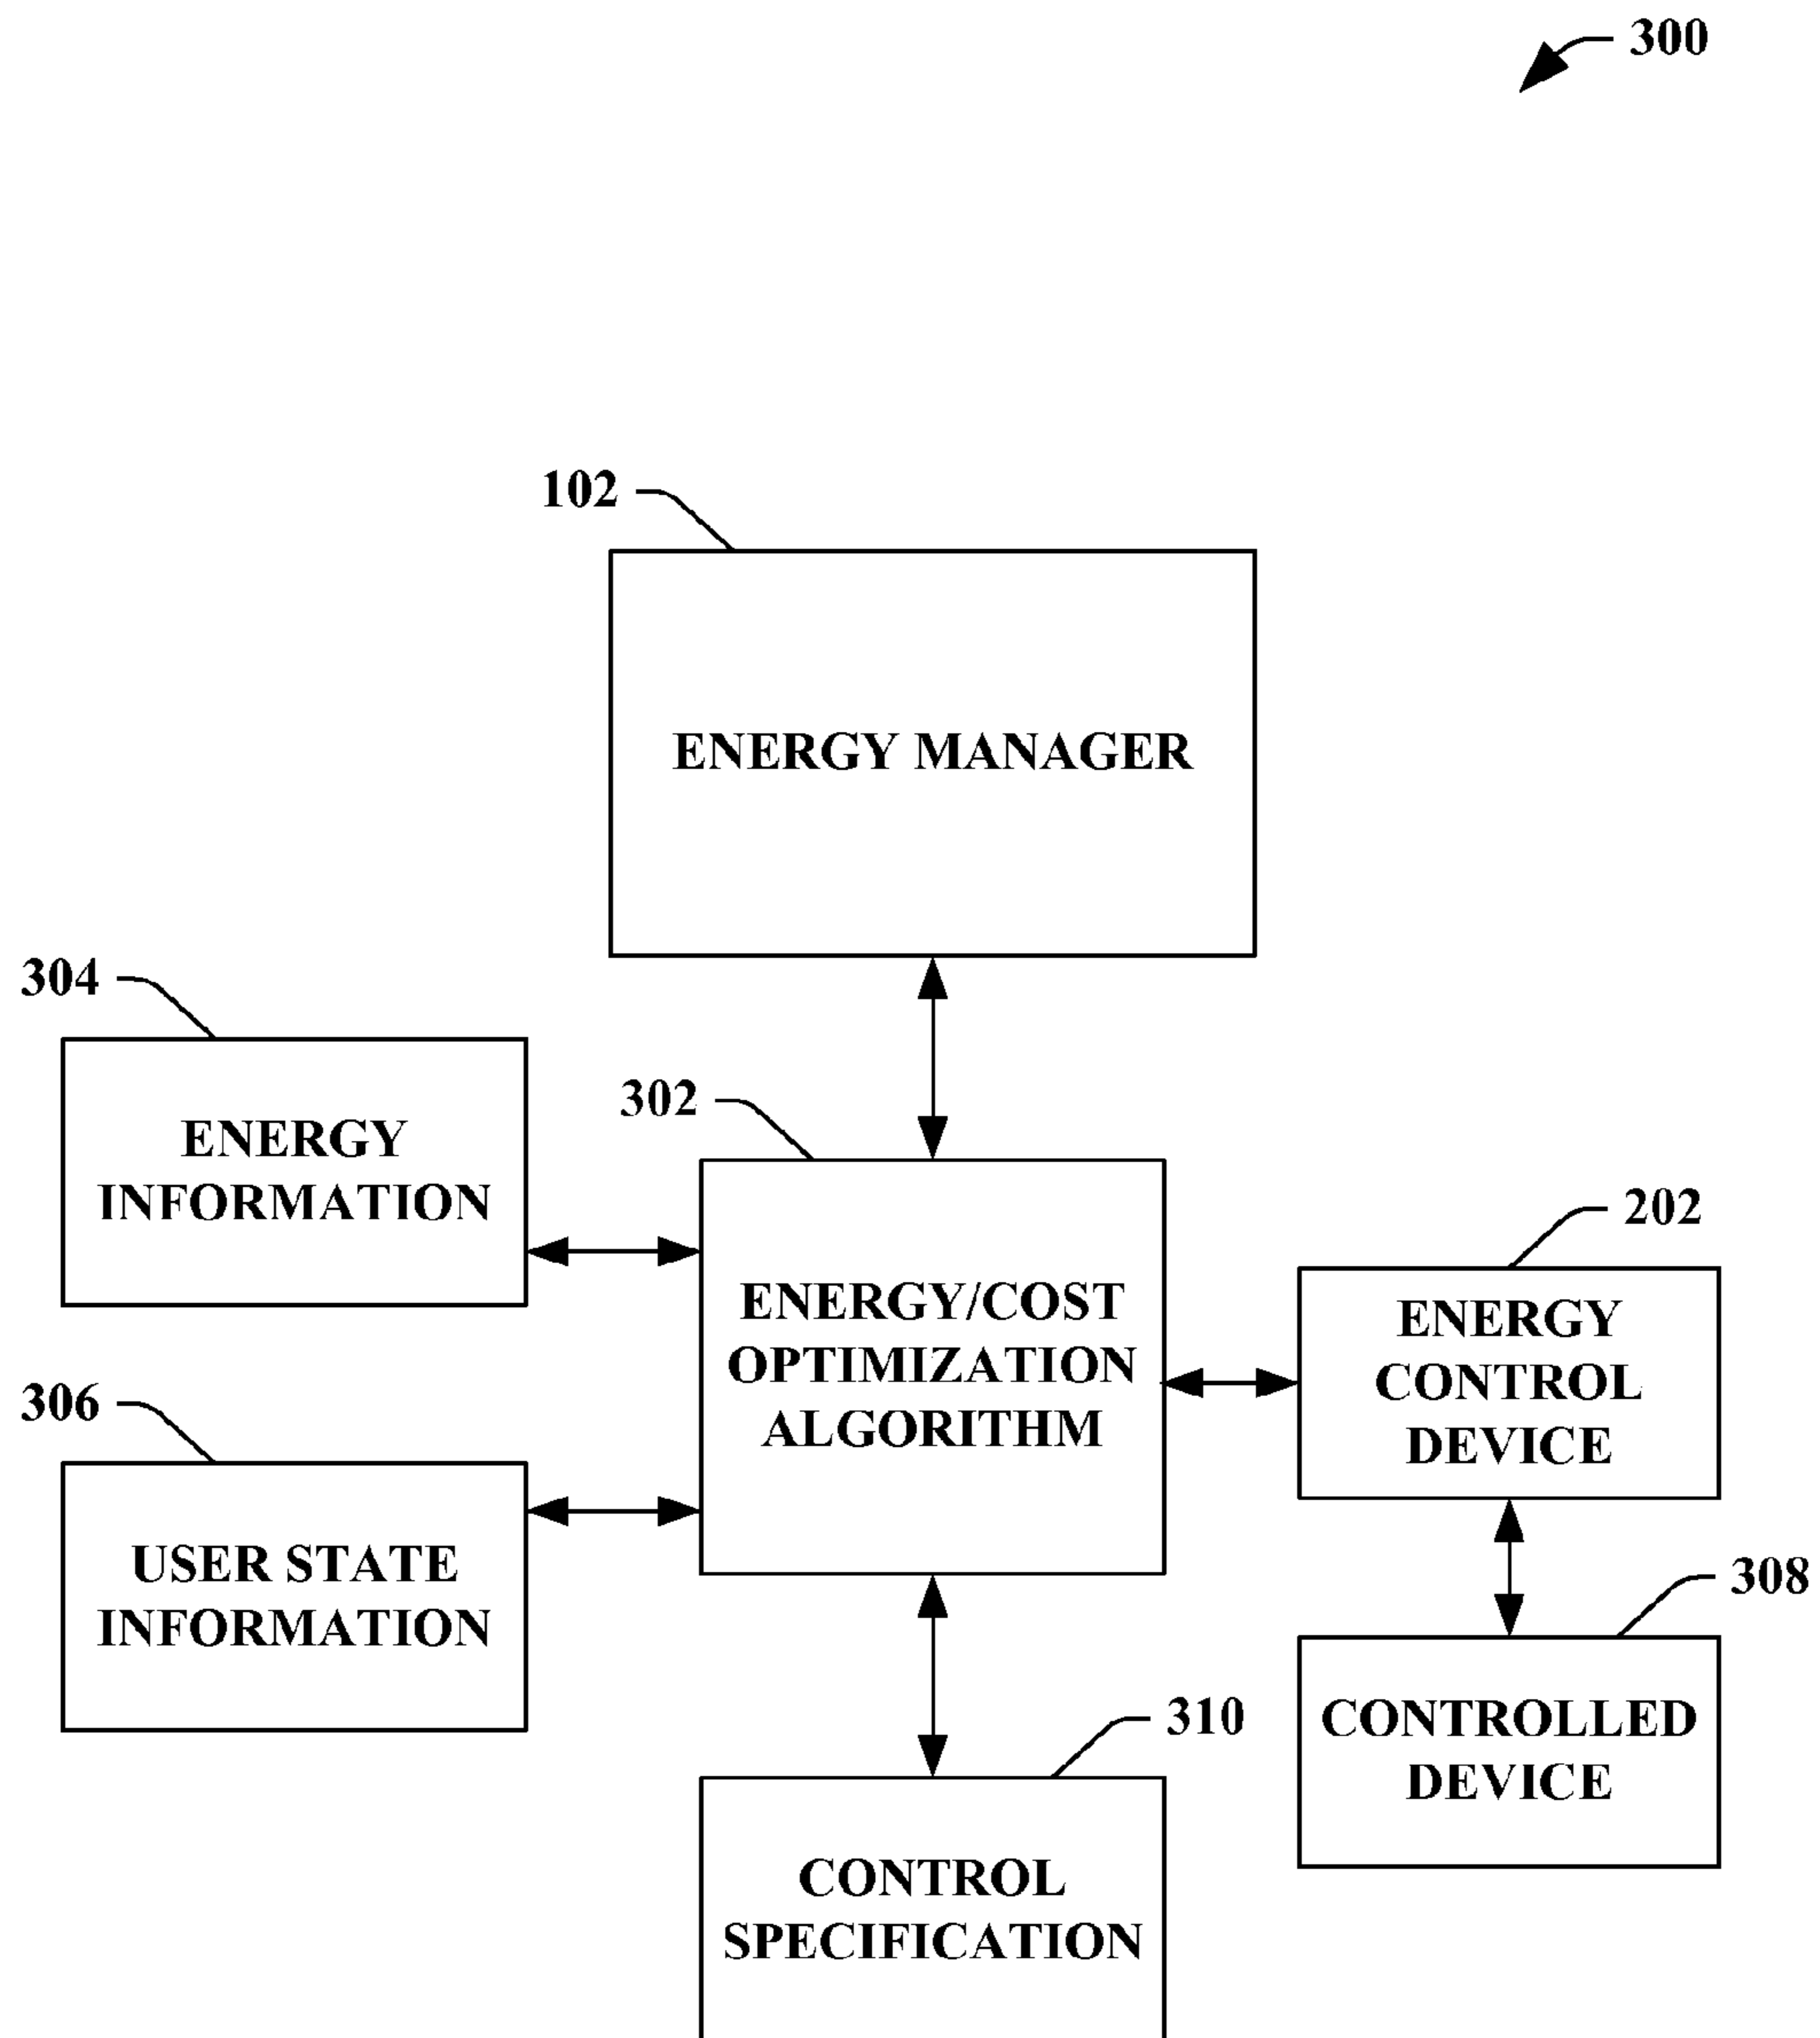 300
102
ENERGY MANAGER
304
ENERGY
INFORMATION
302
ENERGY/COST
OPTIMIZATION
ALGORITHM
202
ENERGY
CONTROL
DEVICE
306
USER STATE
INFORMATION
308
CONTROLLED
DEVICE
310
CONTROL
SPECIFICATION